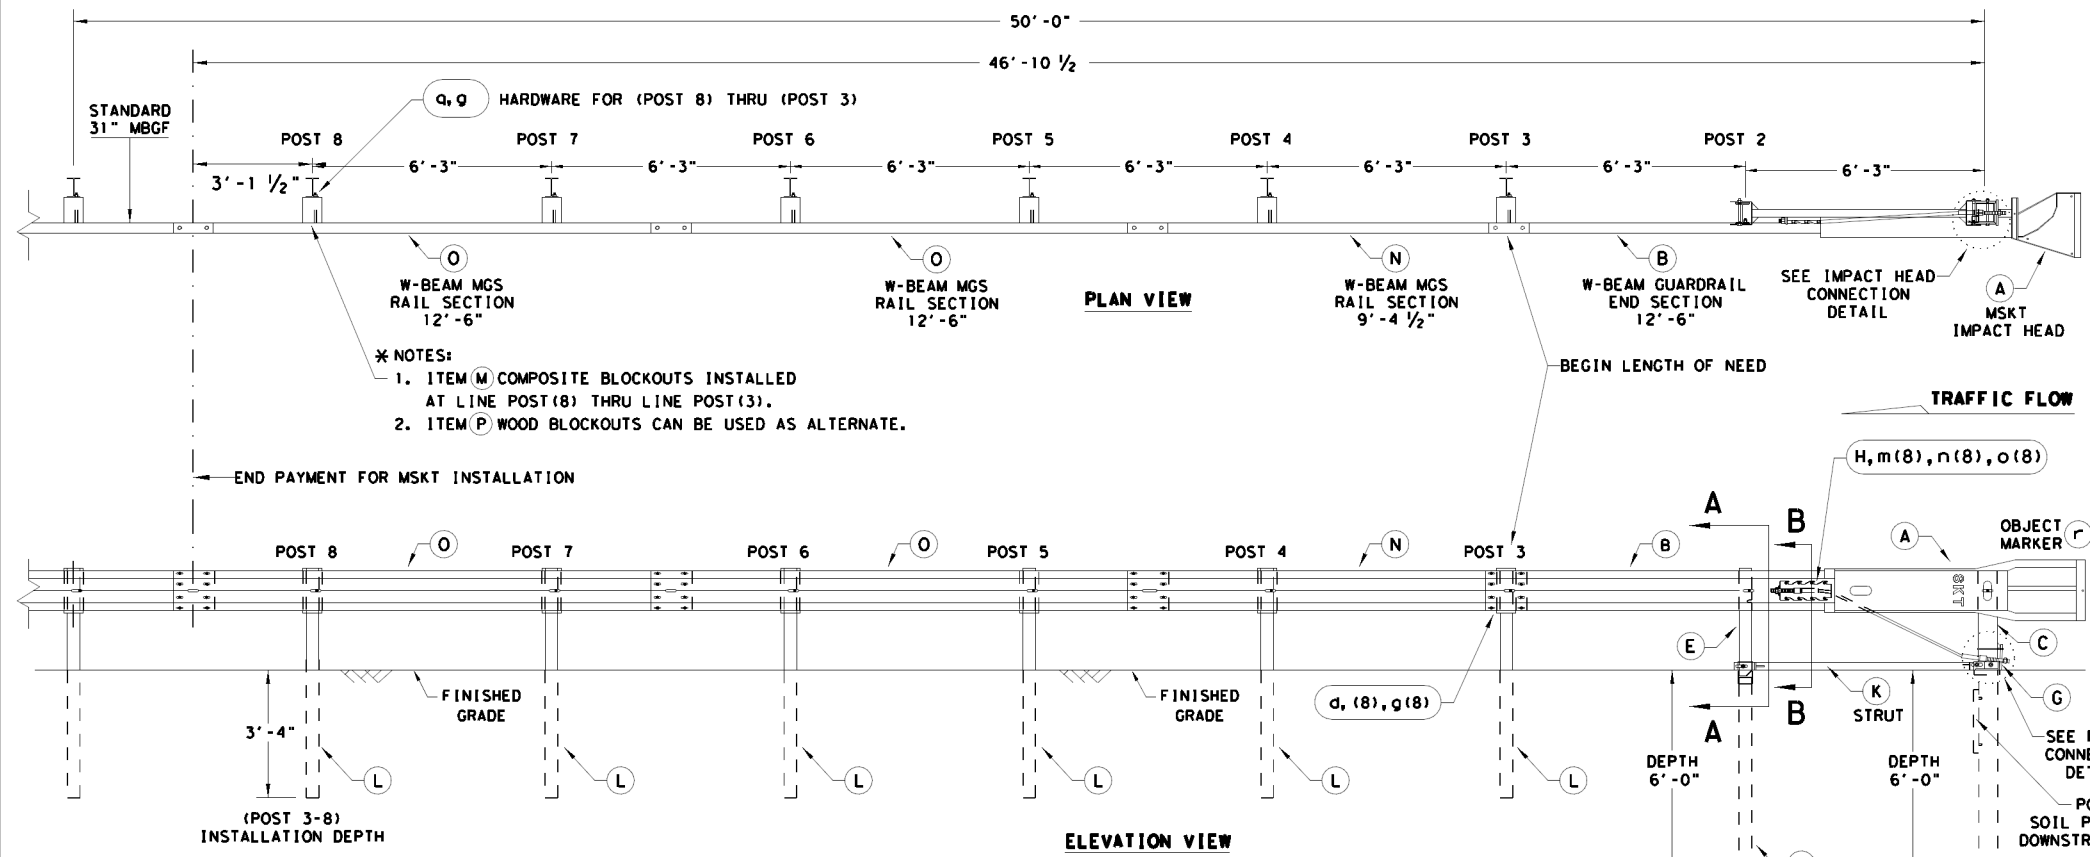 50'-0"
46'-10 ½
STANDARD
31" MBGF
q,g HARDWARE FOR (POST 8) THRU (POST 3)
POST 8 POST 7 POST 6 POST 5 POST 4 POST 3 POST 2
3'-1 ½" 6'-3" 6'-3" 6'-3" 6'-3" 6'-3" 6'-3" 6'-3"
O
W-BEAM MGS
RAIL SECTION
12'-6"
O
W-BEAM MGS
RAIL SECTION
12'-6"
PLAN VIEW
N
W-BEAM MGS
RAIL SECTION
9'-4 ½"
B
W-BEAM GUARDRAIL
END SECTION
12'-6"
SEE IMPACT HEAD
CONNECTION
DETAIL
A
MSKT
IMPACT HEAD
* NOTES:
1. ITEM M COMPOSITE BLOCKOUTS INSTALLED
AT LINE POST(8) THRU LINE POST(3).
2. ITEM P WOOD BLOCKOUTS CAN BE USED AS ALTERNATE.
BEGIN LENGTH OF NEED
TRAFFIC FLOW
END PAYMENT FOR MSKT INSTALLATION
H,m(8),n(8),o(8)
A B
A
OBJECT
MARKER r
POST 8 O POST 7 POST 6 O POST 5 POST 4 N POST 3 B
SKT
E
C
FINISHED
GRADE
FINISHED
GRADE
d,(8),g(8)
A B
K
STRUT
G
3'-4"
L L L L L L
DEPTH
6'-0"
DEPTH
6'-0"
SEE
CONNE
DET
PO
SOIL P
DOWNSTR
(POST 3-8)
INSTALLATION DEPTH
ELEVATION VIEW